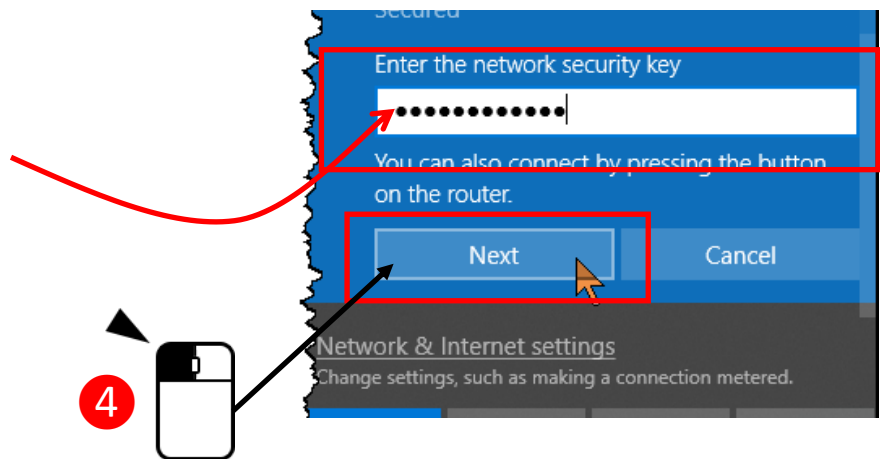 Secured
Enter the network security key
••••••••••••
You can also connect by pressing the button
on the router.
Next Cancel
Network & Internet settings
Change settings, such as making a connection metered.
4